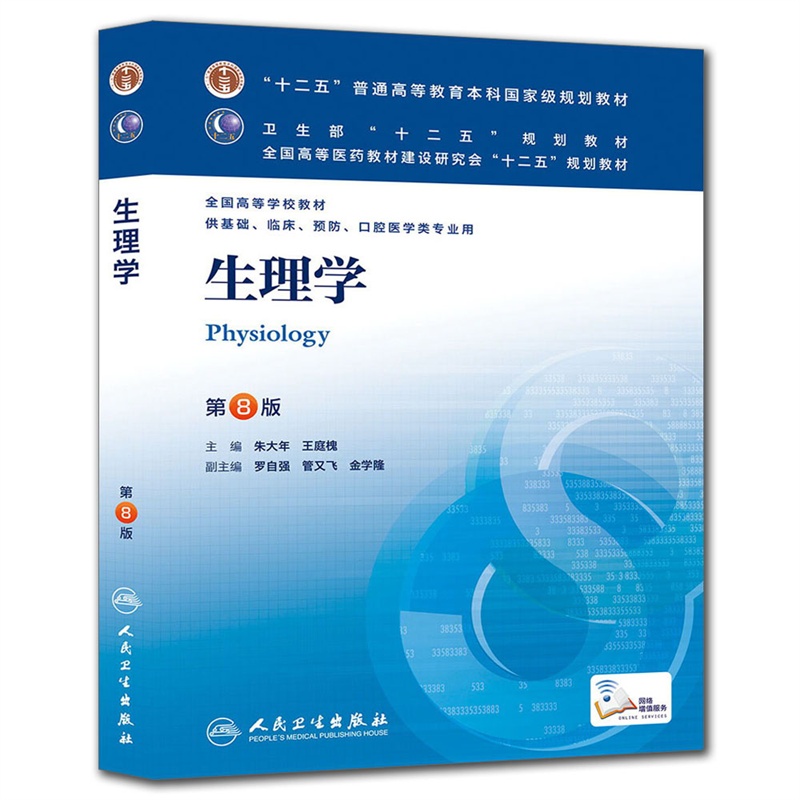 “十二五”普通高等教育本科国家级规划教材
卫生部“十二五”规划教材
全国高等医药教材建设研究会“十二五”规划教材
全国高等学校教材
供基础、临床、预防、口腔医学类专业用
生理学
Physiology
第8版
主 编 朱大年 王庭槐
副主编 罗自强 管又飞 金学隆
人民卫生出版社
PEOPLE'S MEDICAL PUBLISHING HOUSE
网络
增值服务
ONLINE SERVICES
生理学
第
8
版
人民卫生出版社